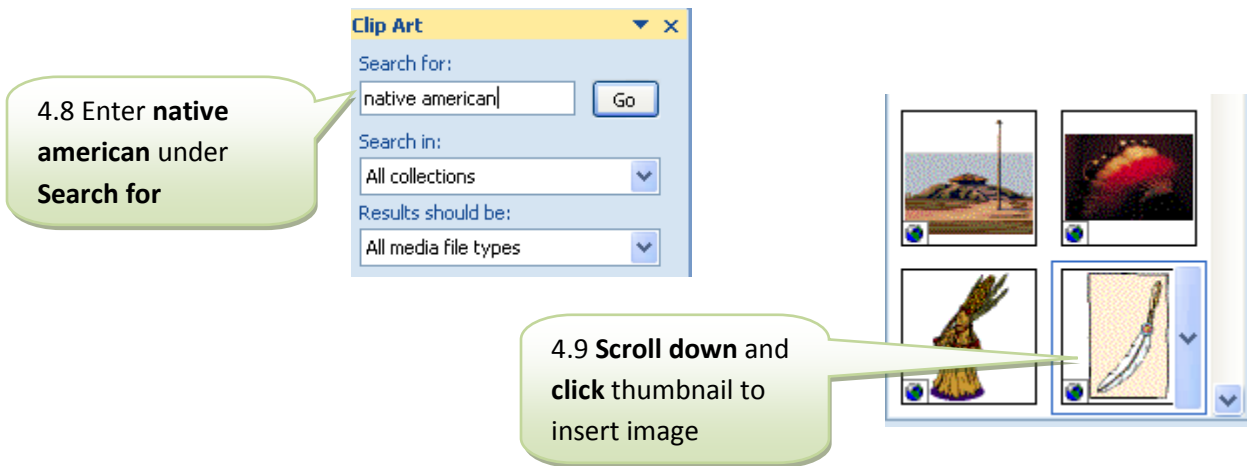 Clip Art
Search for:
native american
Go
Search in:
All collections
Results should be:
All media file types
4.8 Enter native
american under
Search for
4.9 Scroll down and
click thumbnail to
insert image